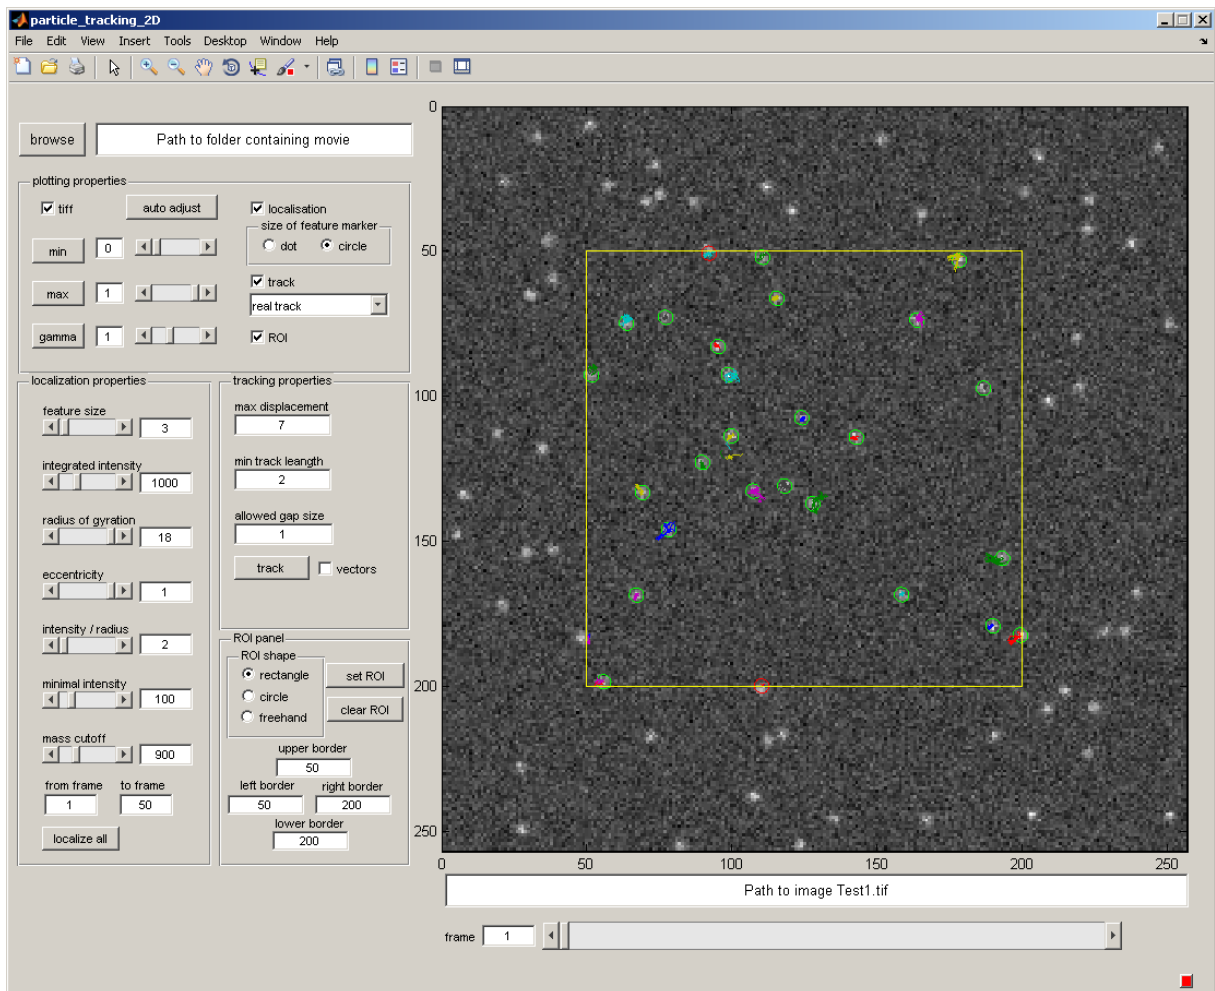 particle_tracking_2D
File Edit View Insert Tools Desktop Window Help
browse
Path to folder containing movie
plotting properties
tiff
auto adjust
localisation
size of feature marker
dot
circle
min
0
max
1
gamma
1
track
real track
ROI
localization properties
feature size
3
integrated intensity
1000
radius of gyration
18
eccentricity
1
intensity / radius
2
minimal intensity
100
mass cutoff
900
from frame
to frame
1
50
localize all
tracking properties
max displacement
7
min track leangth
2
allowed gap size
1
track
vectors
ROI panel
ROI shape
rectangle
circle
freehand
set ROI
clear ROI
upper border
50
left border
right border
50
200
lower border
200
0
50
100
150
200
250
0 50 100 150 200 250
Path to image Test1.tif
frame
1